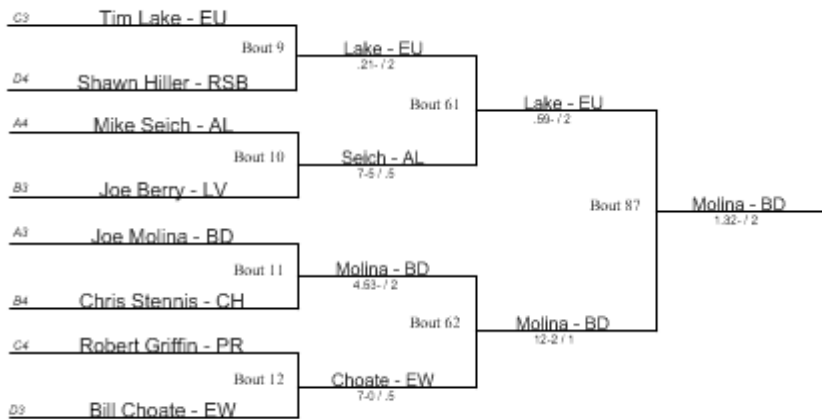 C3 Tim Lake - EU
Bout 9
Lake - EU
.21- / 2
D4 Shawn Hiller - RSB
Bout 61
Lake - EU
.59- / 2
A4 Mike Seich - AL
Bout 10
Seich - AL
7-5 / .5
B3 Joe Berry - LV
Bout 87
Molina - BD
1.32- / 2
A3 Joe Molina - BD
Bout 11
Molina - BD
4.53- / 2
B4 Chris Stennis - CH
Bout 62
Molina - BD
12-2 / 1
C4 Robert Griffin - PR
Bout 12
Choate - EW
7-0 / .5
D3 Bill Choate - EW